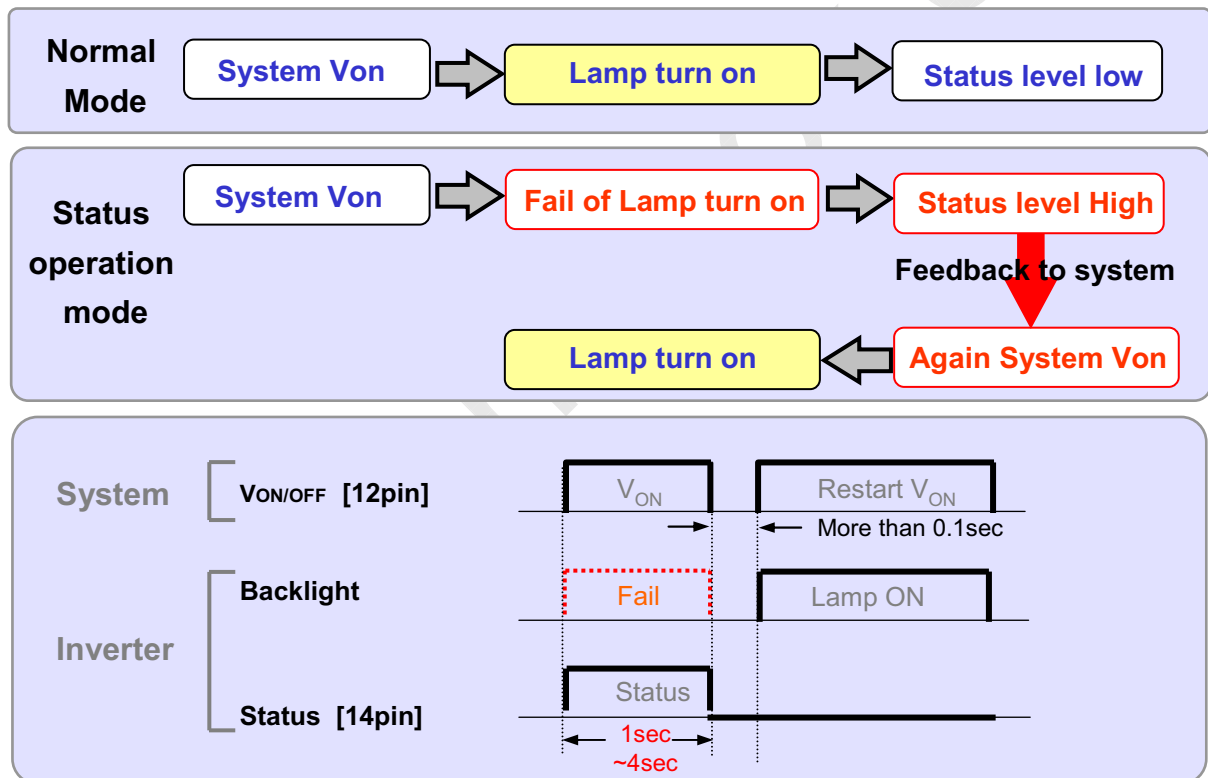 Normal
Mode
System Von
Lamp turn on
Status level low
Status
operation
mode
System Von
Fail of Lamp turn on
Status level High
Feedback to system
Lamp turn on
Again System Von
System
VON/OFF [12pin]
VON
Restart VON
More than 0.1sec
Inverter
Backlight
Fail
Lamp ON
Status [14pin]
Status
1sec
~4sec